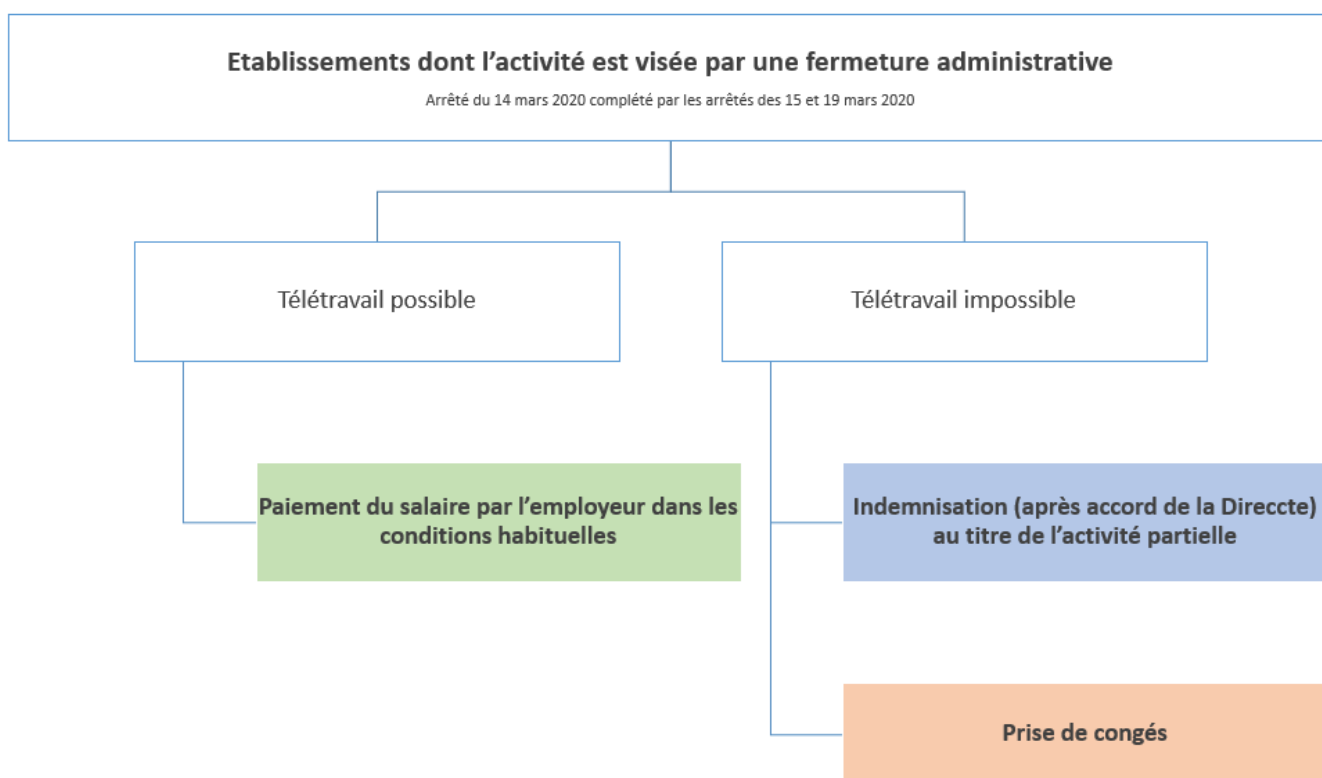 Etablissements dont l’activité est visée par une fermeture administrative
Arrêté du 14 mars 2020 complété par les arrêtés des 15 et 19 mars 2020
Télétravail possible
Télétravail impossible
Paiement du salaire par l’employeur dans les
conditions habituelles
Indemnisation (après accord de la Direccte)
au titre de l’activité partielle
Prise de congés